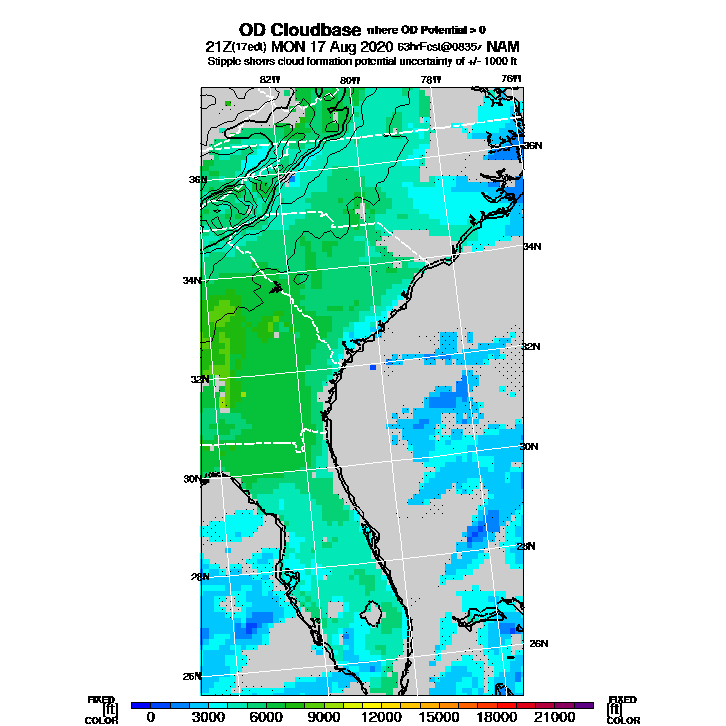 OD Cloudbase where OD Potential > 0
21Z(17edt) MON 17 Aug 2020 63hrFcst@0835z NAM
Stipple shows cloud formation potential uncertainty of +/- 1000 ft
82W 80W 78W 76W
36N
36N
34N
34N
32N
32N
30N
30N
28N
28N
26N
26N
FIXED FIXED
[ft] [ft]
COLOR COLOR
0 3000 6000 9000 12000 15000 18000 21000